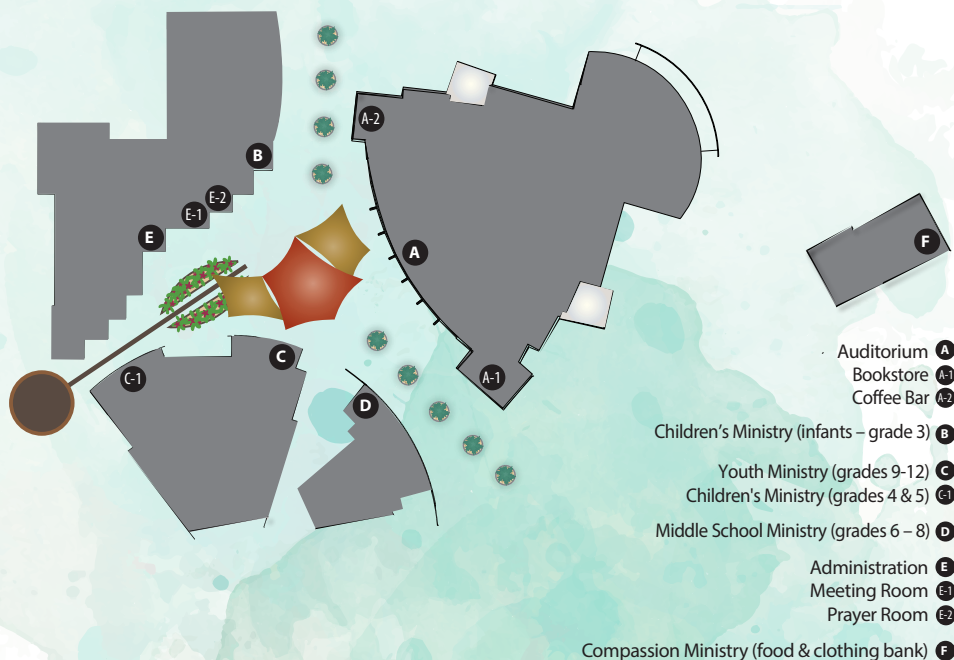 A-2
B
E-2
E-1
E
A
F
C
C-1
A-1
D
Auditorium A
Bookstore A-1
Coffee Bar A-2
Children’s Ministry (infants – grade 3) B
Youth Ministry (grades 9-12) C
Children's Ministry (grades 4 & 5) C-1
Middle School Ministry (grades 6 – 8) D
Administration E
Meeting Room E-1
Prayer Room E-2
Compassion Ministry (food & clothing bank) F